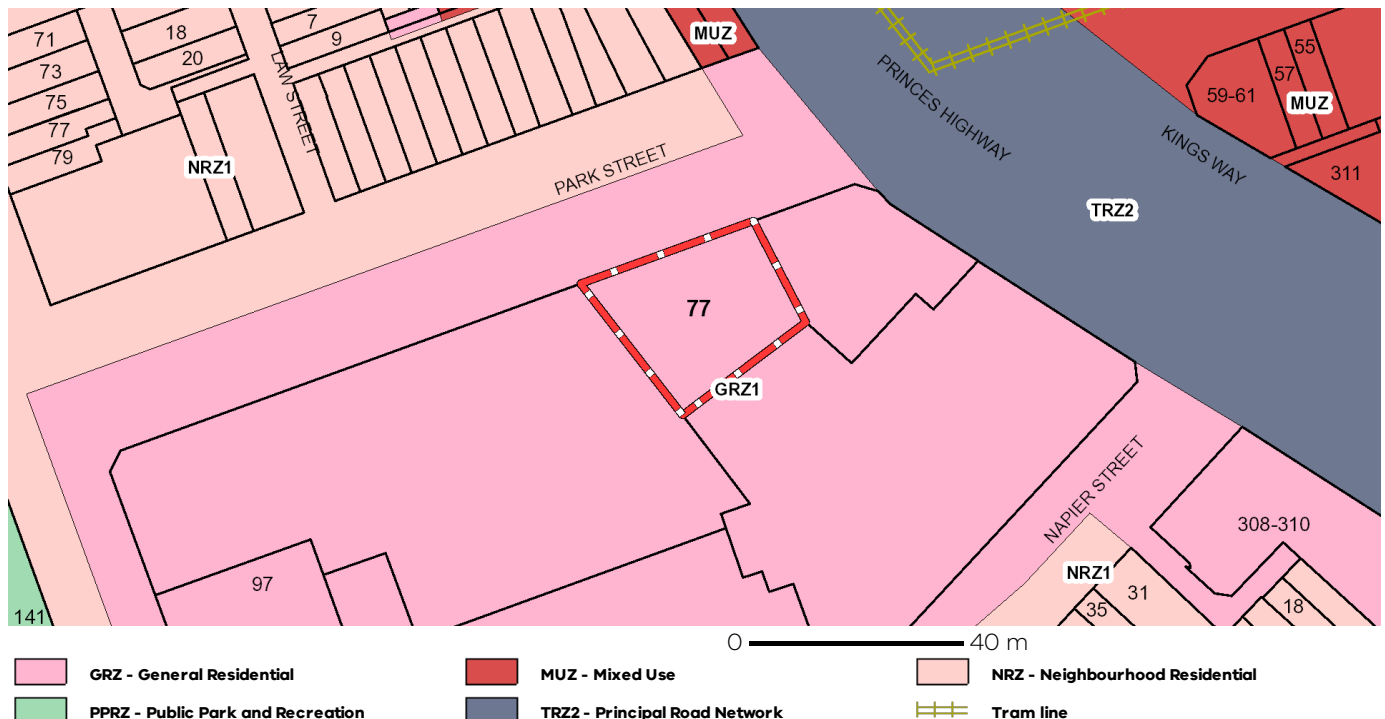 71
73
75
77
79
18
20
7
9
LAW STREET
NRZ1
MUZ
PARK STREET
PRINCES HIGHWAY
KINGS WAY
55
57
59-61
MUZ
311
TRZ2
77
GRZ1
NAPIER STREET
308-310
NRZ1
31
35
18
97
141
0 40 m
GRZ - General Residential
MUZ - Mixed Use
NRZ - Neighbourhood Residential
PPRZ - Public Park and Recreation
TRZ2 - Principal Road Network
Tram line